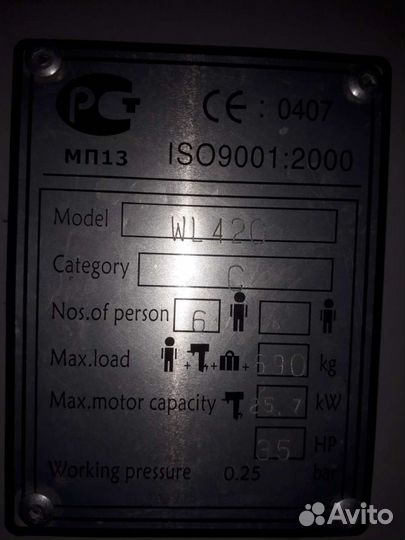 РСТ CE : 0407
МП13 ISO9001:2000
Model WL420
Category C
Nos.of person 6
Max.load + + + 690 kg
Max.motor capacity 25.7 kW
35 HP
Working pressure 0.25 bar
Avito